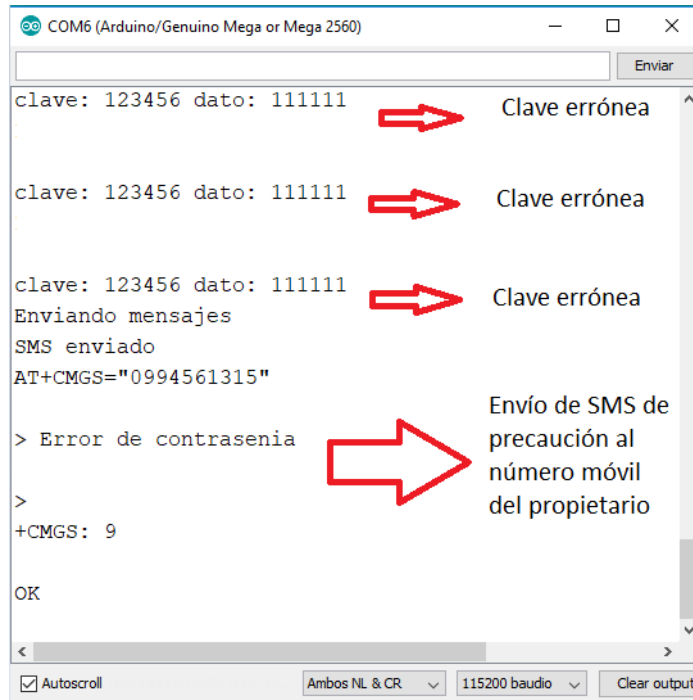 COM6 (Arduino/Genuino Mega or Mega 2560)
Enviar
clave: 123456 dato: 111111
Clave errónea
clave: 123456 dato: 111111
Clave errónea
clave: 123456 dato: 111111
Clave errónea
Enviando mensajes
SMS enviado
AT+CMGS="0994561315"
> Error de contrasenia
Envío de SMS de
precaución al
número móvil
del propietario
>
+CMGS: 9
OK
Autoscroll
Ambos NL & CR
115200 baudio
Clear output